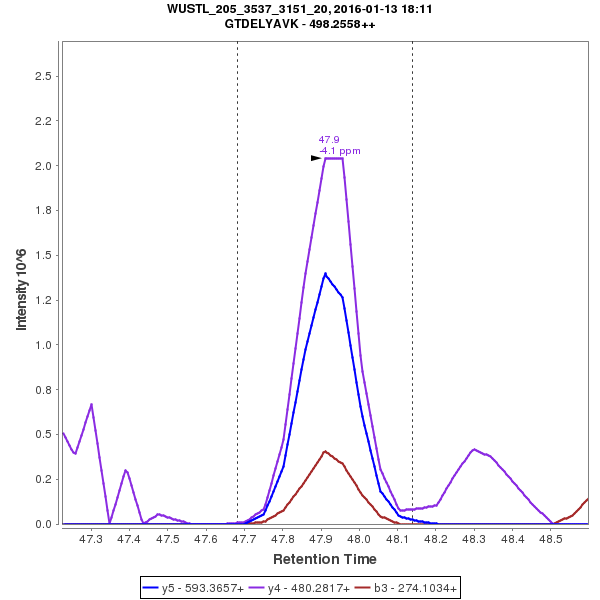 WUSTL_205_3537_3151_20, 2016-01-13 18:11
GTDELYAVK - 498.2558++
47.9
-4.1 ppm
2.5
2.2
2.0
1.8
1.5
1.2
1.0
0.8
0.5
0.2
0.0
Intensity 10^6
47.3 47.4 47.5 47.6 47.7 47.8 47.9 48.0 48.1 48.2 48.3 48.4 48.5
Retention Time
y5 - 593.3657+ y4 - 480.2817+ b3 - 274.1034+